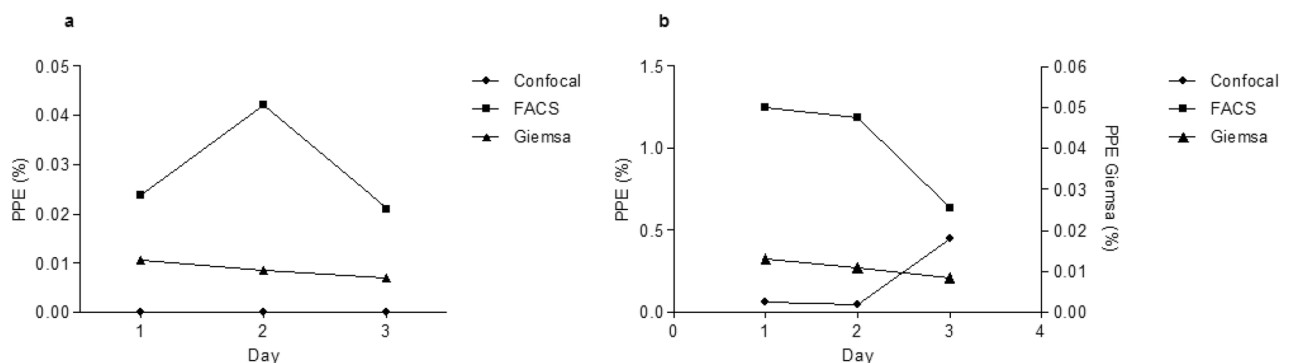 a
0.05
0.04
0.03
0.02
0.01
0.00
PPE (%)
1 2 3
Day
Confocal
FACS
Giemsa
b
1.5
1.0
0.5
0.0
PPE (%)
0 1 2 3 4
Day
0.06
0.05
0.04
0.03
0.02
0.01
0.00
PPE Giemsa (%)
Confocal
FACS
Giemsa